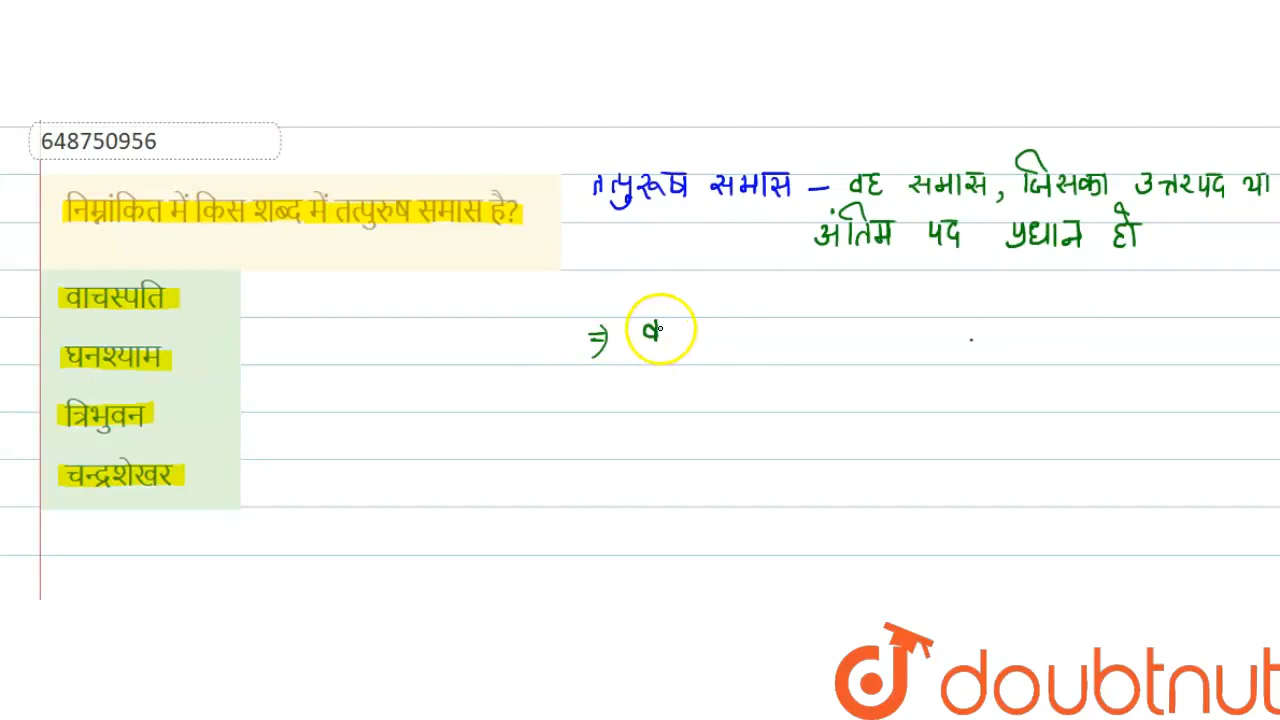 648750956
निम्नांकित में किस शब्द में तत्पुरुष समास है?
वाचस्पति
घनश्याम
त्रिभुवन
चन्द्रशेखर
तत्पुरूष समास – वह समास, जिसका उत्तरपद या
अंतिम पद प्रधान हो
⇒ व
doubtnut